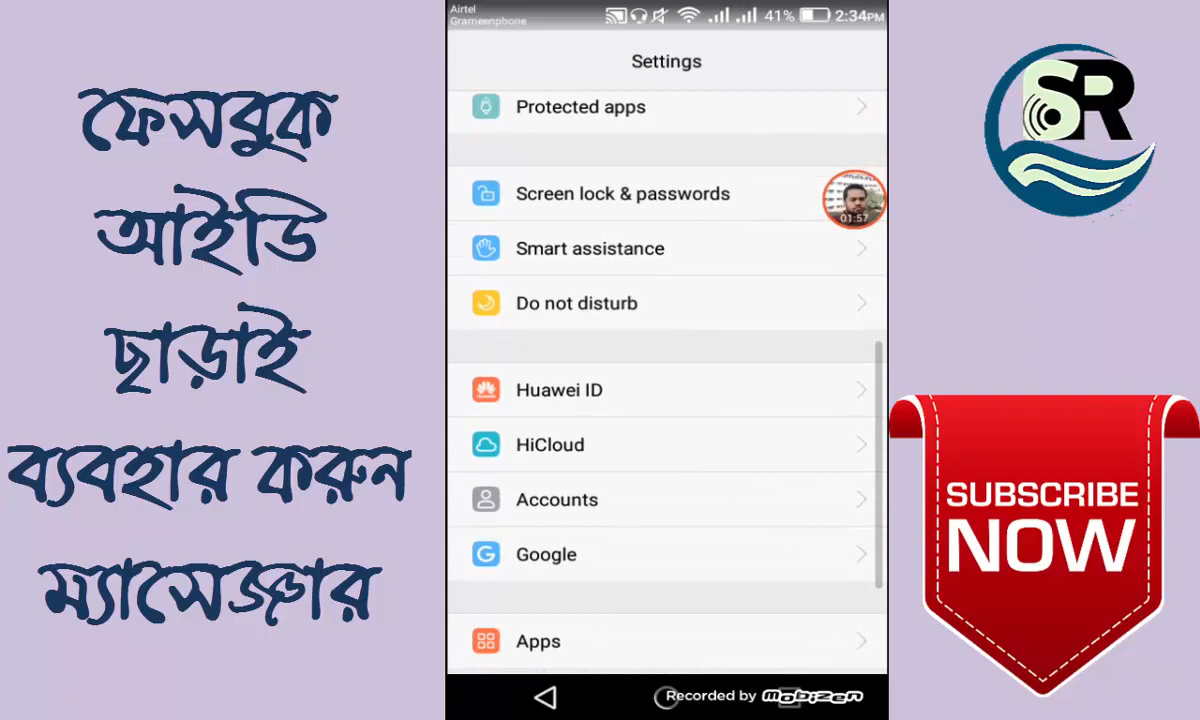 ফেসবুক
আইডি
ছাড়াই
ব্যবহার করুন
ম্যাসেঞ্জার
Airtel
Grameenphone
41%
2:34PM
Settings
Protected apps
Screen lock & passwords
01:57
Smart assistance
Do not disturb
Huawei ID
HiCloud
Accounts
Google
Apps
Recorded by mobizen
SR
SUBSCRIBE
NOW